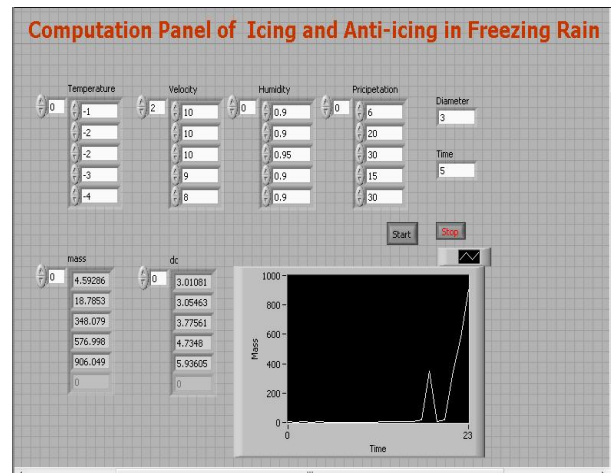 Computation Panel of Icing and Anti-icing in Freezing Rain
Temperature Velocity Humidity Pricipetation
0 -1 2 10 0 0.9 0 6 Diameter
3
-2 10 0.9 20
-2 10 0.95 30 Time
5
-3 9 0.9 15
-4 8 0.9 30
Start Stop
mass dc
0 4.59286 0 3.01081
18.7853 3.05463
348.079 3.77561
576.998 4.7348
906.049 5.93605
0 0
1000
800
600
400
200
0
Mass
0 23
Time